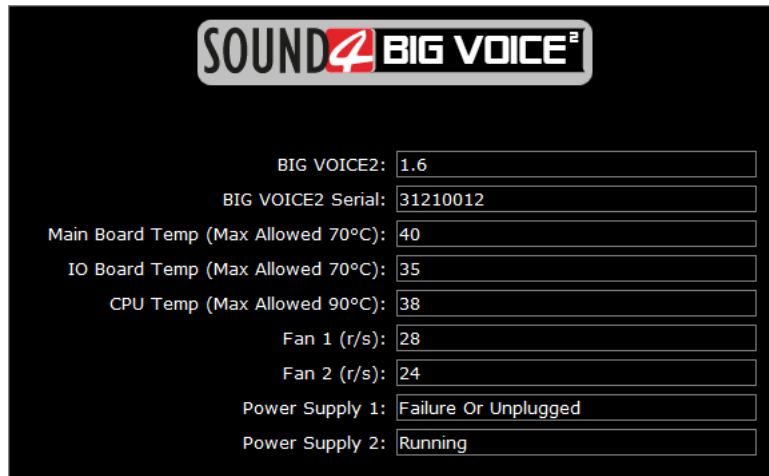 SOUND4 BIG VOICE²
BIG VOICE2: 1.6
BIG VOICE2 Serial: 31210012
Main Board Temp (Max Allowed 70°C): 40
IO Board Temp (Max Allowed 70°C): 35
CPU Temp (Max Allowed 90°C): 38
Fan 1 (r/s): 28
Fan 2 (r/s): 24
Power Supply 1: Failure Or Unplugged
Power Supply 2: Running